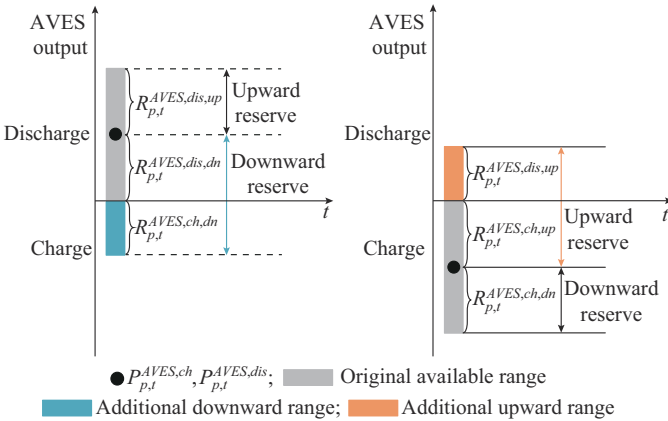 AVES
output
R_{p,t}^{AVES,dis,up}
Upward
reserve
Discharge
R_{p,t}^{AVES,dis,dn}
Downward
reserve
t
R_{p,t}^{AVES,ch,dn}
Charge
AVES
output
Discharge
R_{p,t}^{AVES,dis,up}
t
R_{p,t}^{AVES,ch,up}
Upward
reserve
Charge
R_{p,t}^{AVES,ch,dn}
Downward
reserve
P_{p,t}^{AVES,ch}, P_{p,t}^{AVES,dis}; Original available range
Additional downward range; Additional upward range